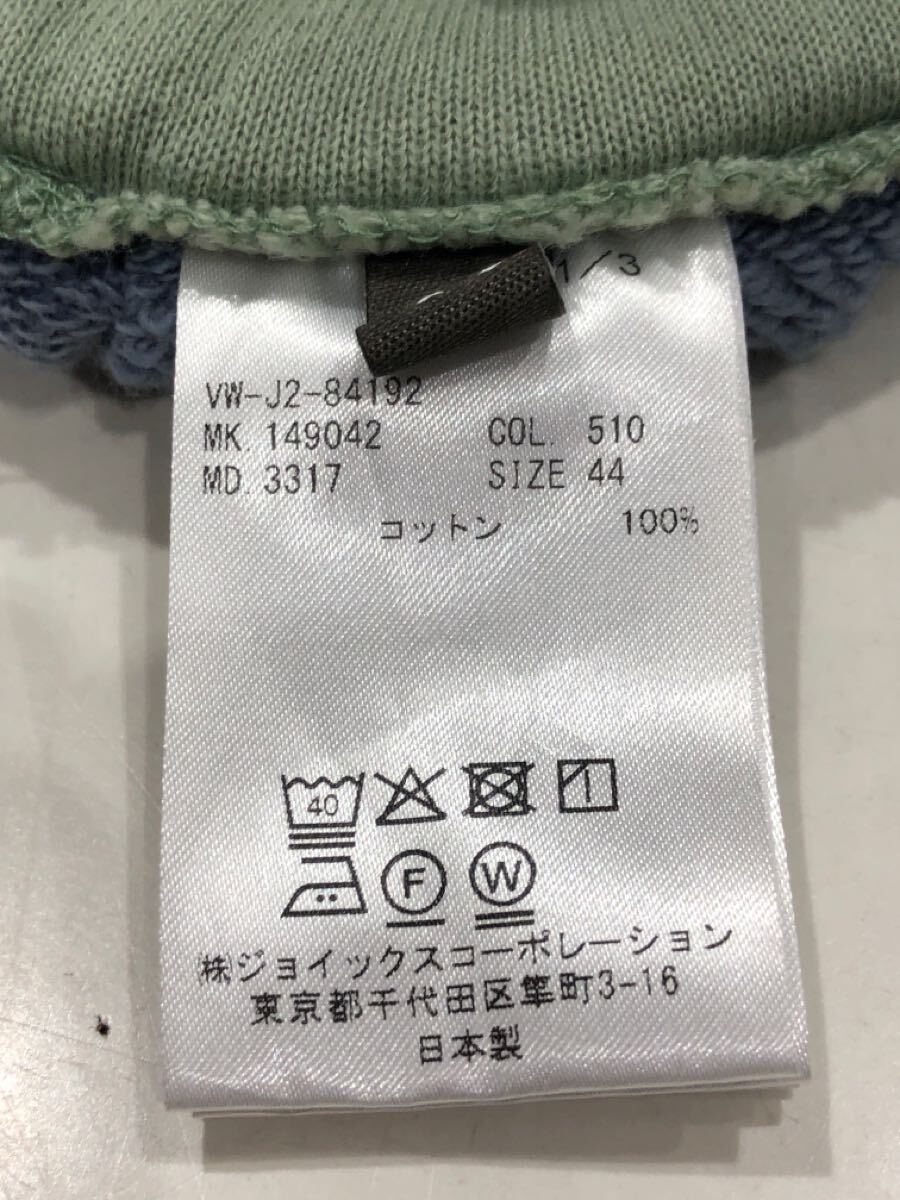 1/3
VW-J2-84192
MK. 149042 COL. 510
MD. 3317 SIZE 44
コットン 100%
40
F W
㈱ジョイックスコーポレーション
東京都千代田区隼町3-16
日本製